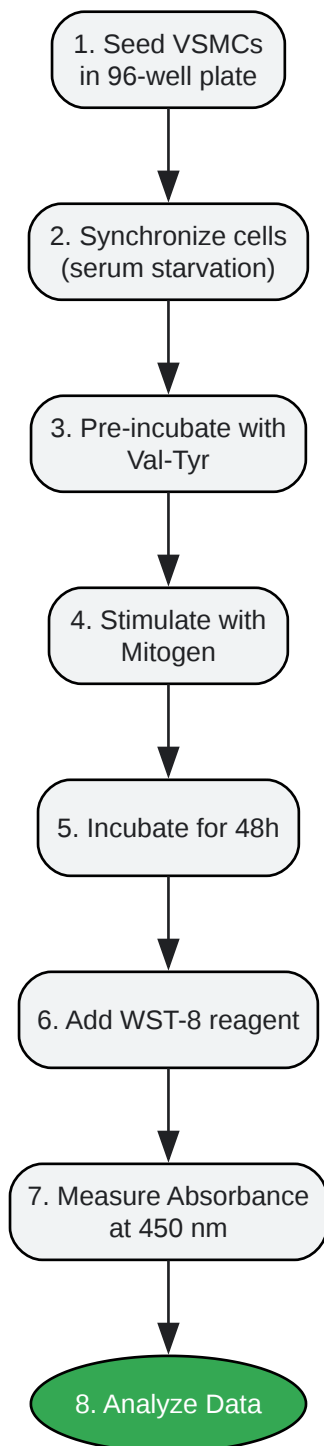 1. Seed VSMCs
in 96-well plate
2. Synchronize cells
(serum starvation)
3. Pre-incubate with
Val-Tyr
4. Stimulate with
Mitogen
5. Incubate for 48h
6. Add WST-8 reagent
7. Measure Absorbance
at 450 nm
8. Analyze Data